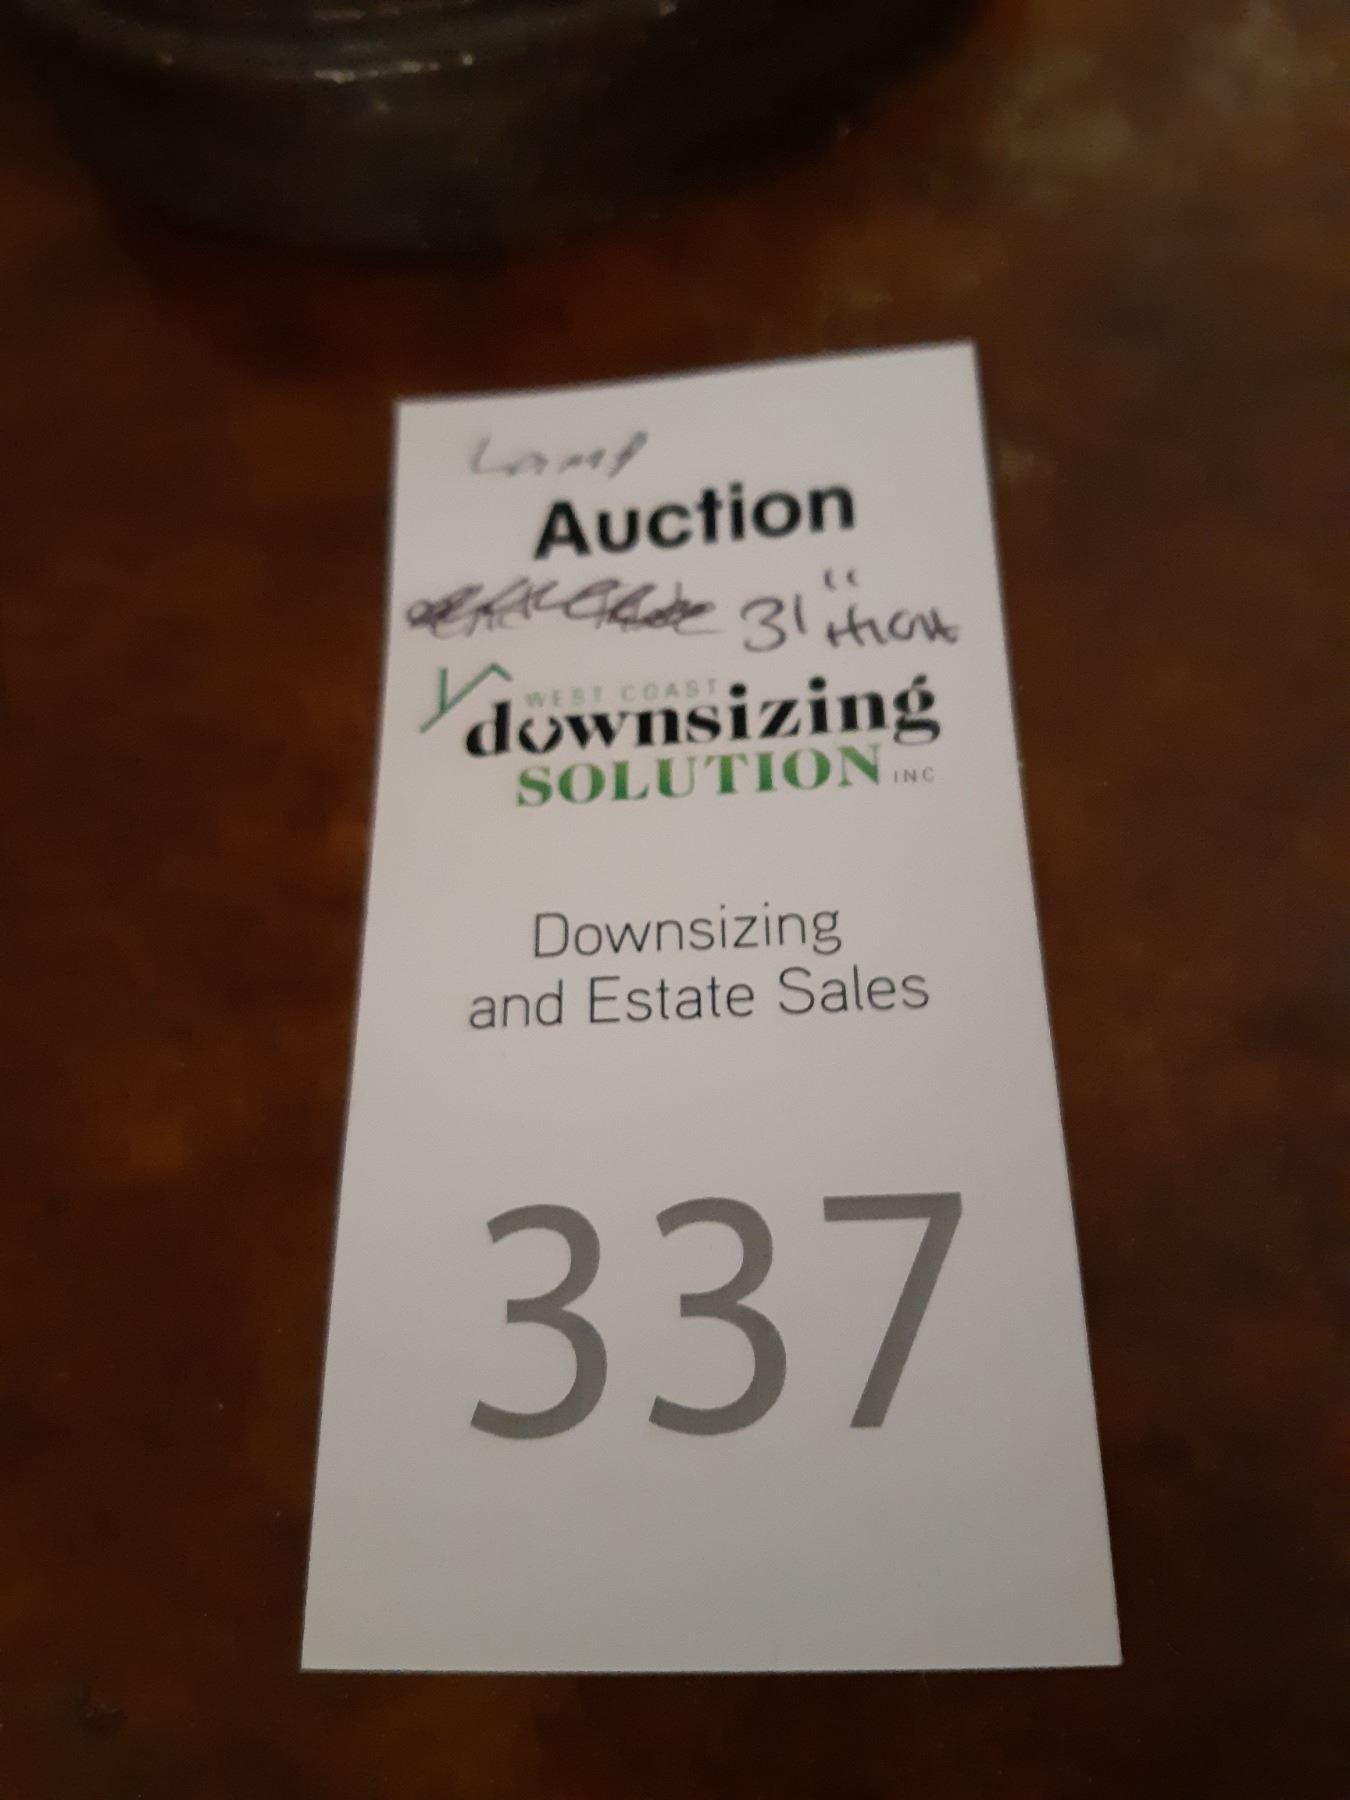 Lamp
Auction
31" HIGH
WEST COAST
downsizing
SOLUTION INC
Downsizing
and Estate Sales
337